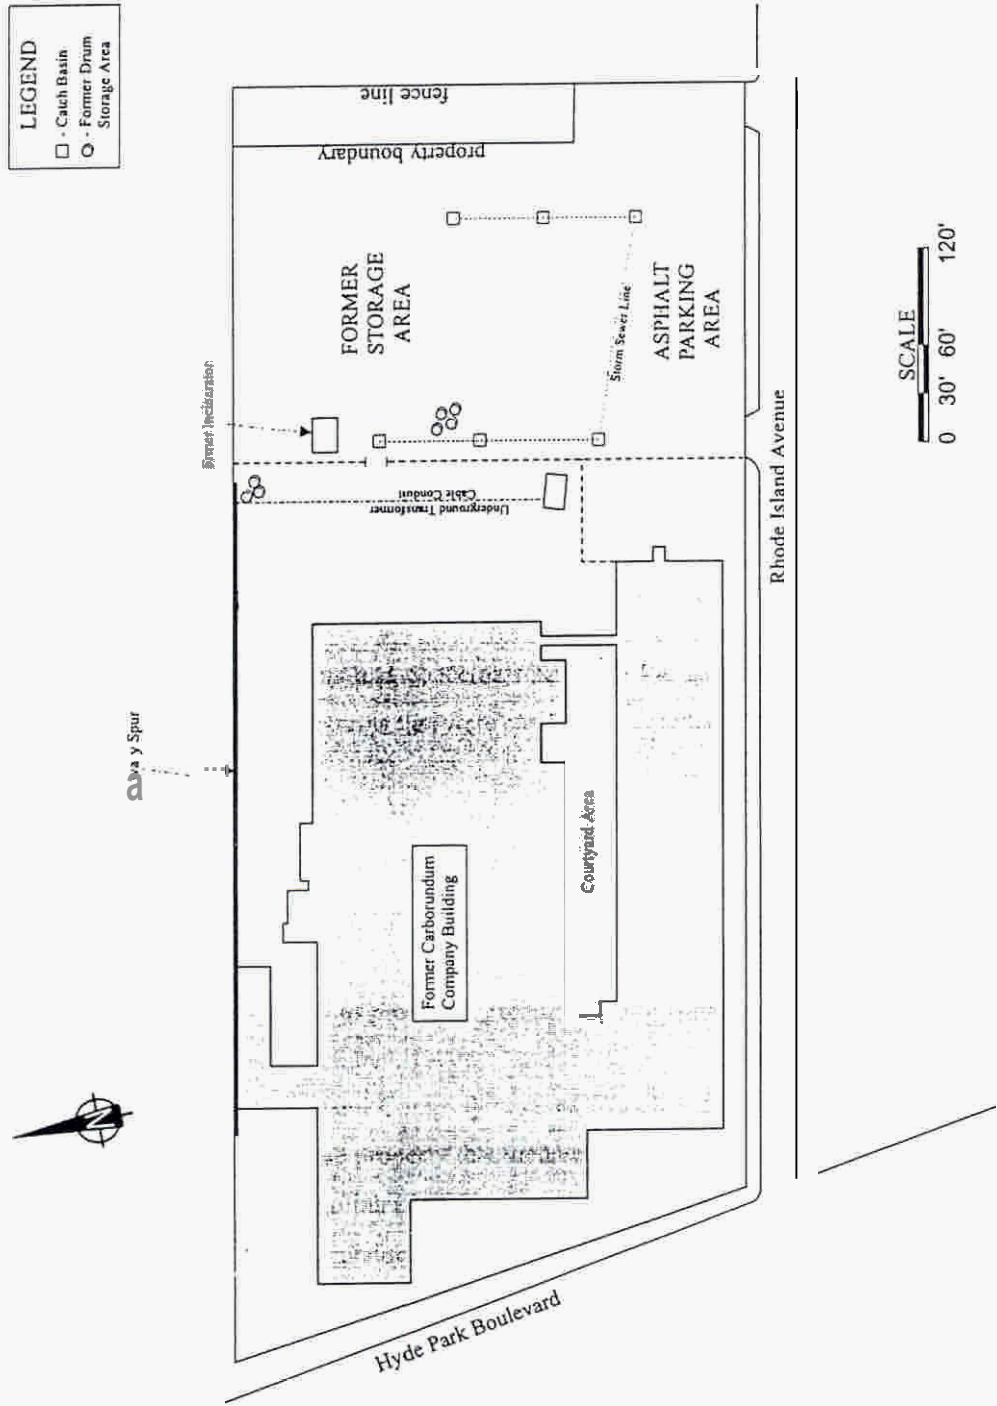 LEGEND
- Catch Basin
- Former Drum
Storage Area
fence line
property boundary
FORMER
STORAGE
AREA
Storm Sewer Line
ASPHALT
PARKING
AREA
SCALE
0 30' 60' 120'
Underground Transformer
Cable Conduit
Rhode Island Avenue
y Spur
a
Courtyard Area
Former Carborundum
Company Building
N
Hyde Park Boulevard